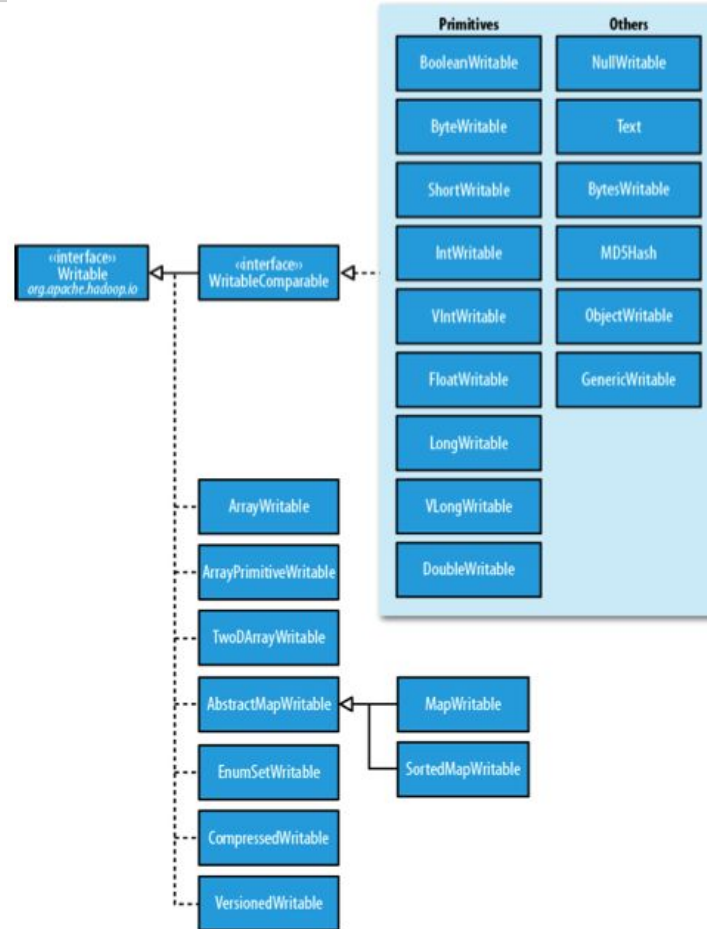 Primitives
Others
BooleanWritable
NullWritable
ByteWritable
Text
ShortWritable
BytesWritable
«interface»
Writable
org.apache.hadoop.io
«interface»
WritableComparable
IntWritable
MD5Hash
VIntWritable
ObjectWritable
FloatWritable
GenericWritable
LongWritable
VLongWritable
DoubleWritable
ArrayWritable
ArrayPrimitiveWritable
TwoDArrayWritable
AbstractMapWritable
MapWritable
SortedMapWritable
EnumSetWritable
CompressedWritable
VersionedWritable